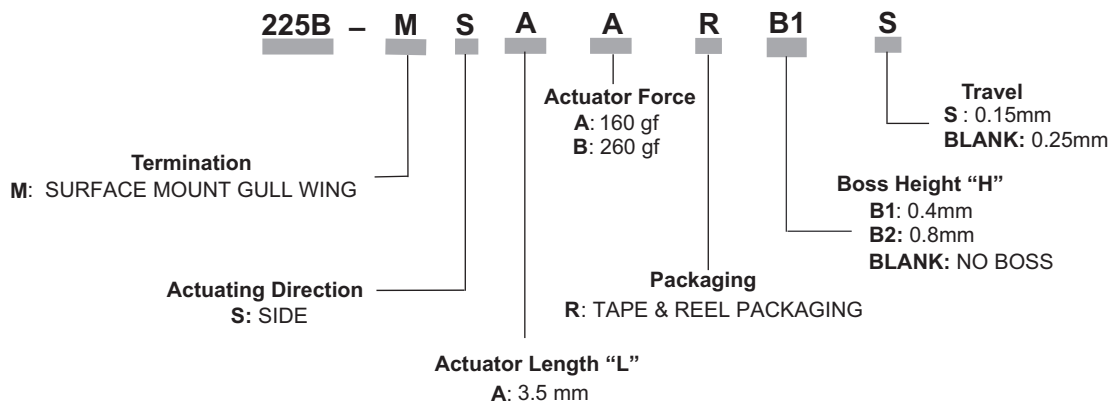 225B – M S A A R B1 S
Actuator Force
A: 160 gf
B: 260 gf
Travel
S : 0.15mm
BLANK: 0.25mm
Termination
M: SURFACE MOUNT GULL WING
Boss Height “H”
B1: 0.4mm
B2: 0.8mm
BLANK: NO BOSS
Actuating Direction
S: SIDE
Packaging
R: TAPE & REEL PACKAGING
Actuator Length “L”
A: 3.5 mm